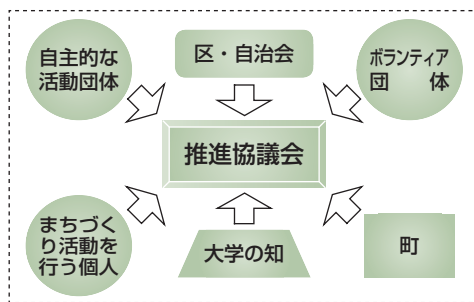 自主的な
活動団体
区・自治会
ボランティア
団　体
推進協議会
まちづく
り活動を
行う個人
大学の知
町